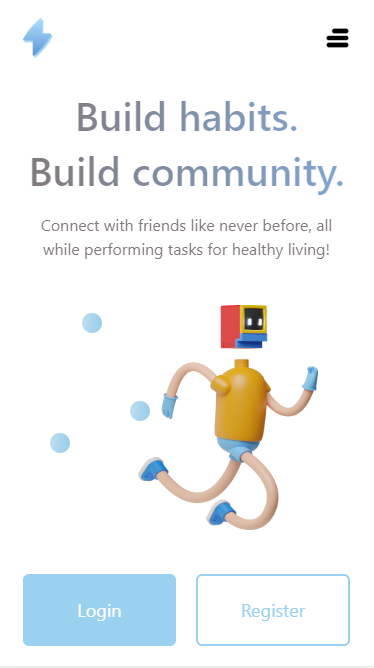 Build habits.
Build community.
Connect with friends like never before, all
while performing tasks for healthy living!
Login
Register